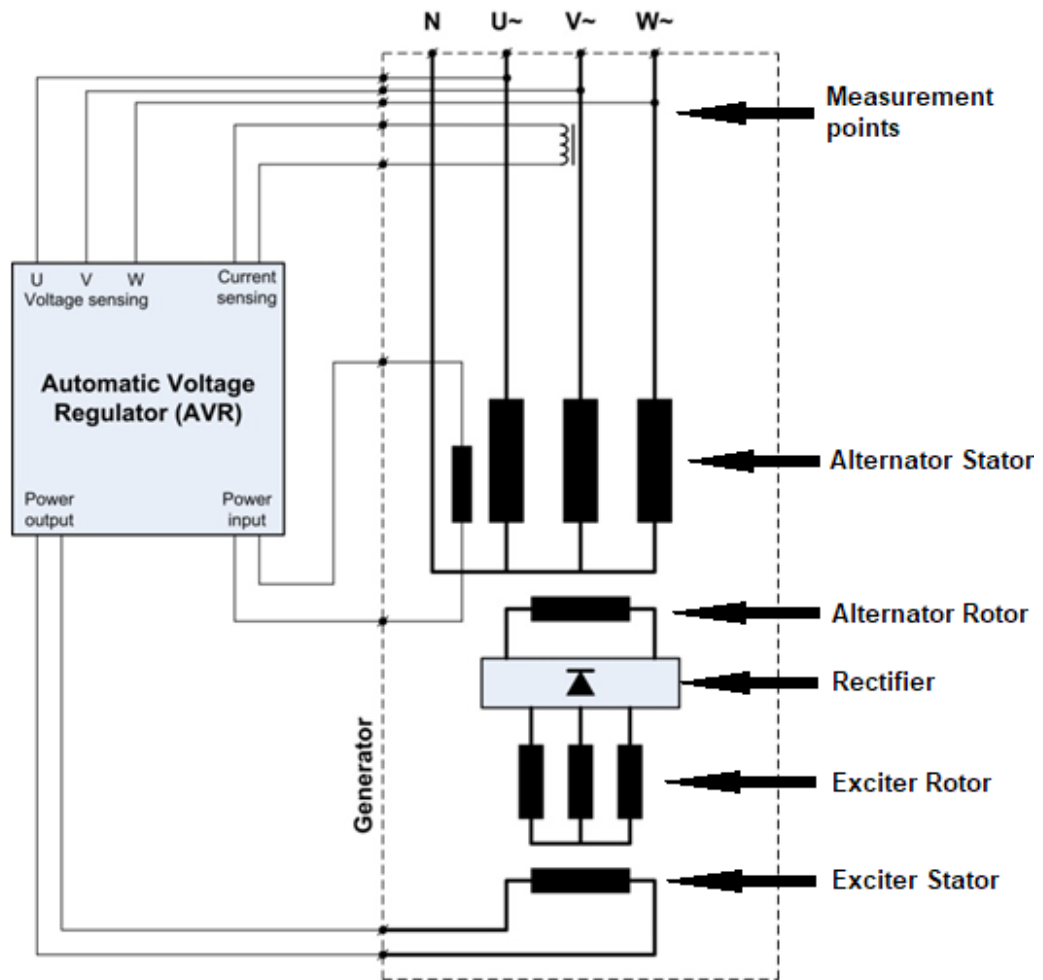 N U~ V~ W~
Measurement
points
U V W
Voltage sensing
Current
sensing
Automatic Voltage
Regulator (AVR)
Power
output
Power
input
Alternator Stator
Alternator Rotor
Rectifier
Generator
Exciter Rotor
Exciter Stator